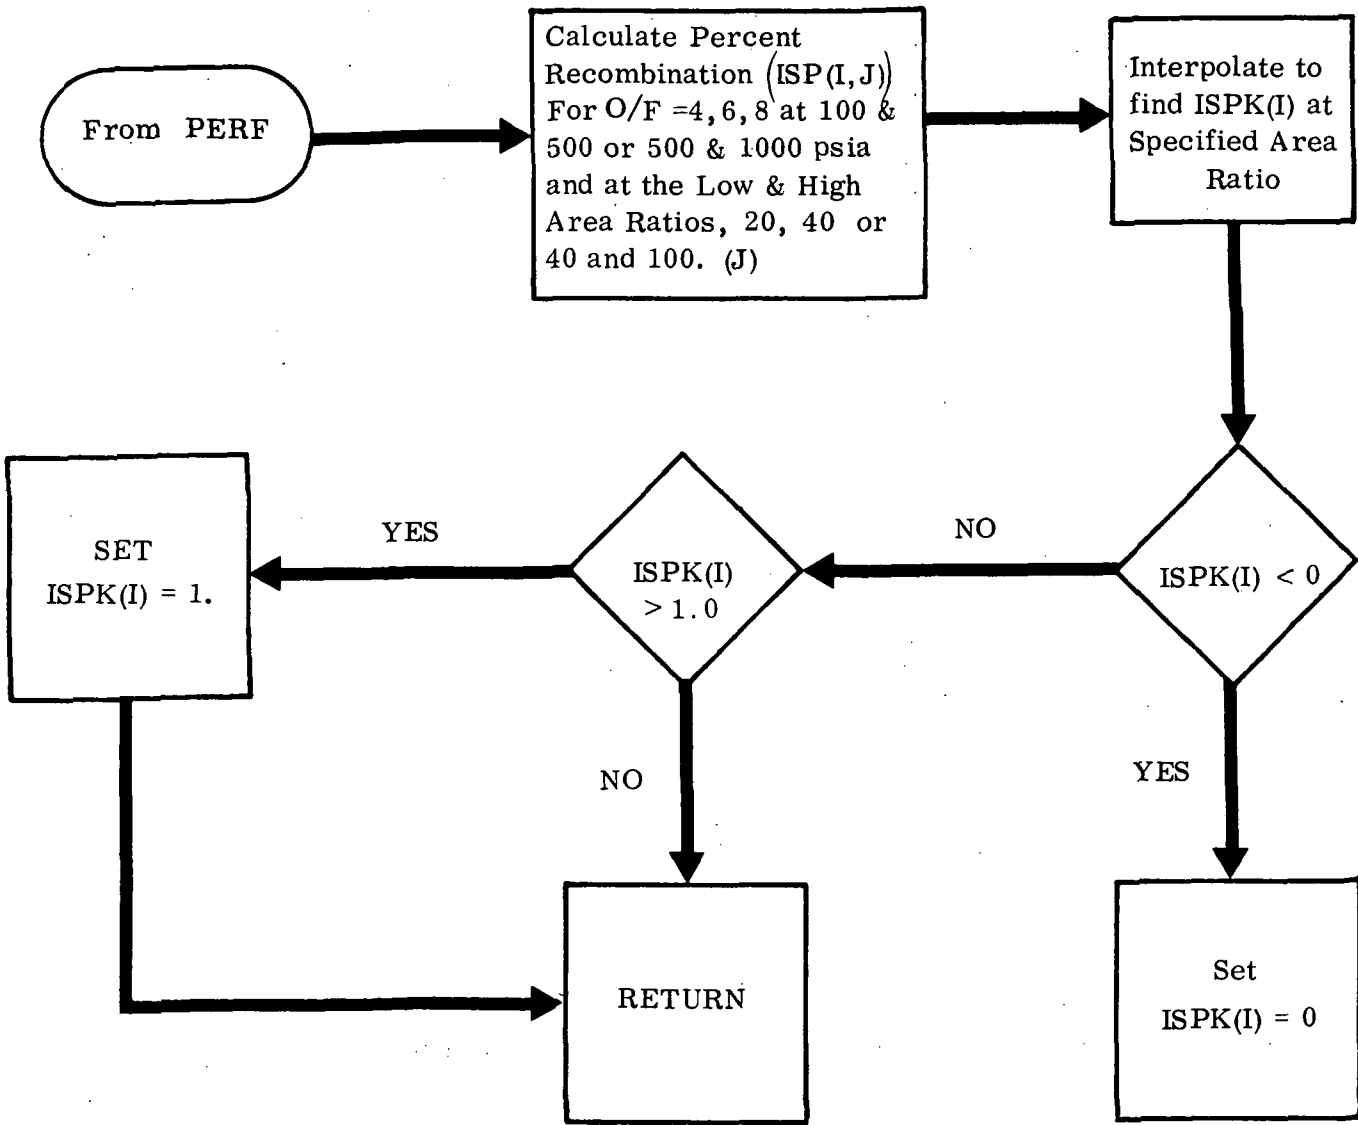 From PERF
Calculate Percent
Recombination (ISP(I,J))
For O/F =4,6,8 at 100 &
500 or 500 & 1000 psia
and at the Low & High
Area Ratios, 20, 40 or
40 and 100. (J)
Interpolate to
find ISPK(I) at
Specified Area
Ratio
ISPK(I) < 0
NO
ISPK(I)
> 1.0
YES
SET
ISPK(I) = 1.
NO
YES
RETURN
Set
ISPK(I) = 0